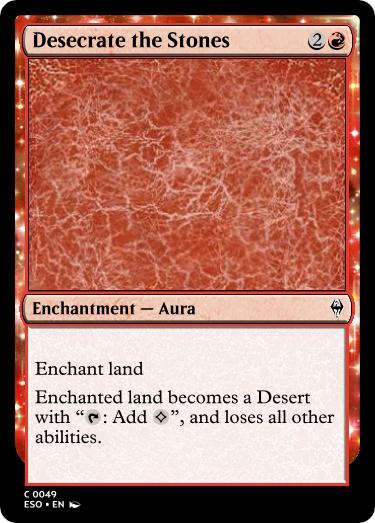 Desecrate the Stones 2
Enchantment — Aura
Enchant land
Enchanted land becomes a Desert
with “: Add ”, and loses all other
abilities.
C 0049
ESO • EN